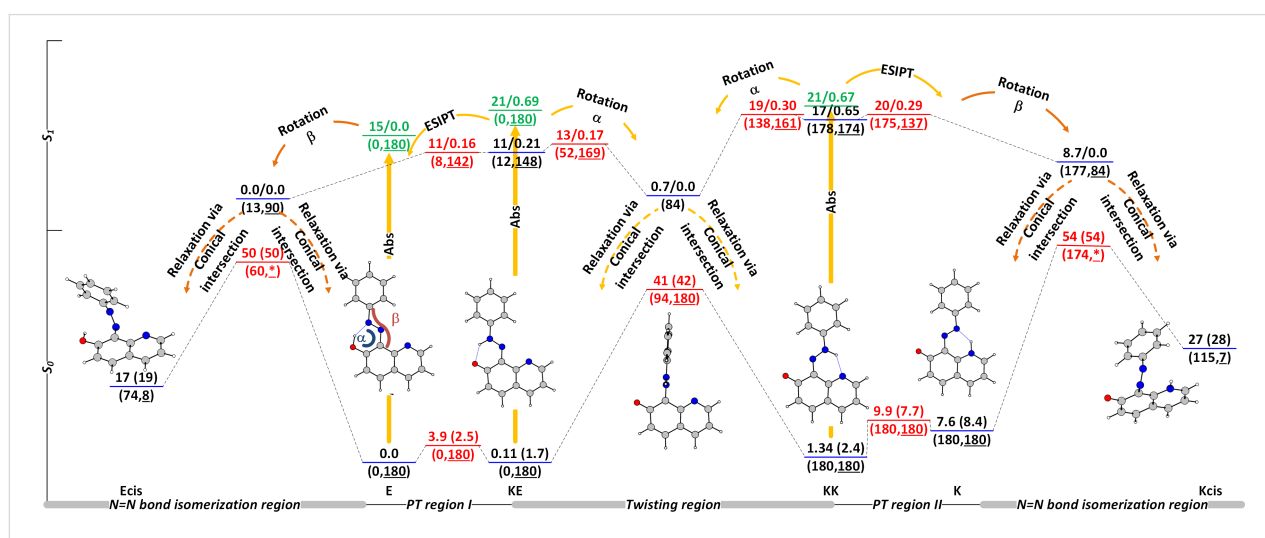 S₁
S₀
Rotation
β
ESIPT
Rotation
α
Rotation
α
ESIPT
Rotation
β
15/0.0
(0,180)
21/0.69
(0,180)
11/0.16
(8,142)
11/0.21
(12,148)
13/0.17
(52,169)
19/0.30
(138,161)
21/0.67
17/0.65
(178,174)
20/0.29
(175,137)
0.0/0.0
(13,90)
0.7/0.0
(84)
8.7/0.0
(177,84)
Relaxation via
Conical
intersection
Relaxation via
Conical
intersection
Relaxation via
Conical
intersection
Relaxation via
Conical
intersection
Relaxation via
Conical
intersection
Relaxation via
Conical
intersection
Abs
Abs
Abs
50 (50)
(60,*)
41 (42)
(94,180)
54 (54)
(174,*)
α
β
17 (19)
(74,8)
27 (28)
(115,7)
0.0
(0,180)
3.9 (2.5)
(0,180)
0.11 (1.7)
(0,180)
1.34 (2.4)
(180,180)
9.9 (7.7)
(180,180)
7.6 (8.4)
(180,180)
Ecis
E
KE
KK
K
Kcis
N=N bond isomerization region
PT region I
Twisting region
PT region II
N=N bond isomerization region